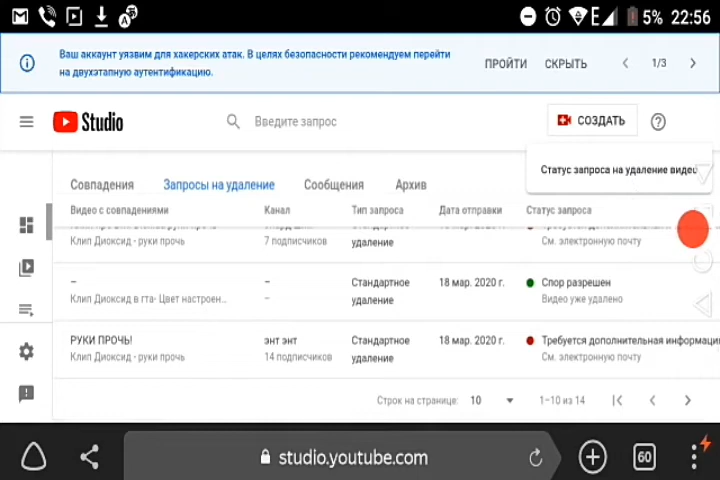 E 5% 22:56
Ваш аккаунт уязвим для хакерских атак. В целях безопасности рекомендуем перейти
на двухэтапную аутентификацию.
ПРОЙТИ СКРЫТЬ 1/3
Studio Введите запрос СОЗДАТЬ
Статус запроса на удаление видео
Совпадения Запросы на удаление Сообщения Архив
Видео с совпадениями Канал Тип запроса Дата отправки Статус запроса
Клип Диоксид - руки прочь 7 подписчиков удаление См. электронную почту
– – Стандартное 18 мар. 2020 г. Спор разрешен
Клип Диоксид в гта- Цвет настроен... – удаление Видео уже удалено
РУКИ ПРОЧЬ! энт энт Стандартное 18 мар. 2020 г. Требуется дополнительная информаци
Клип Диоксид - руки прочь 14 подписчиков удаление См. электронную почту
Строк на странице: 10 1–10 из 14
studio.youtube.com 60